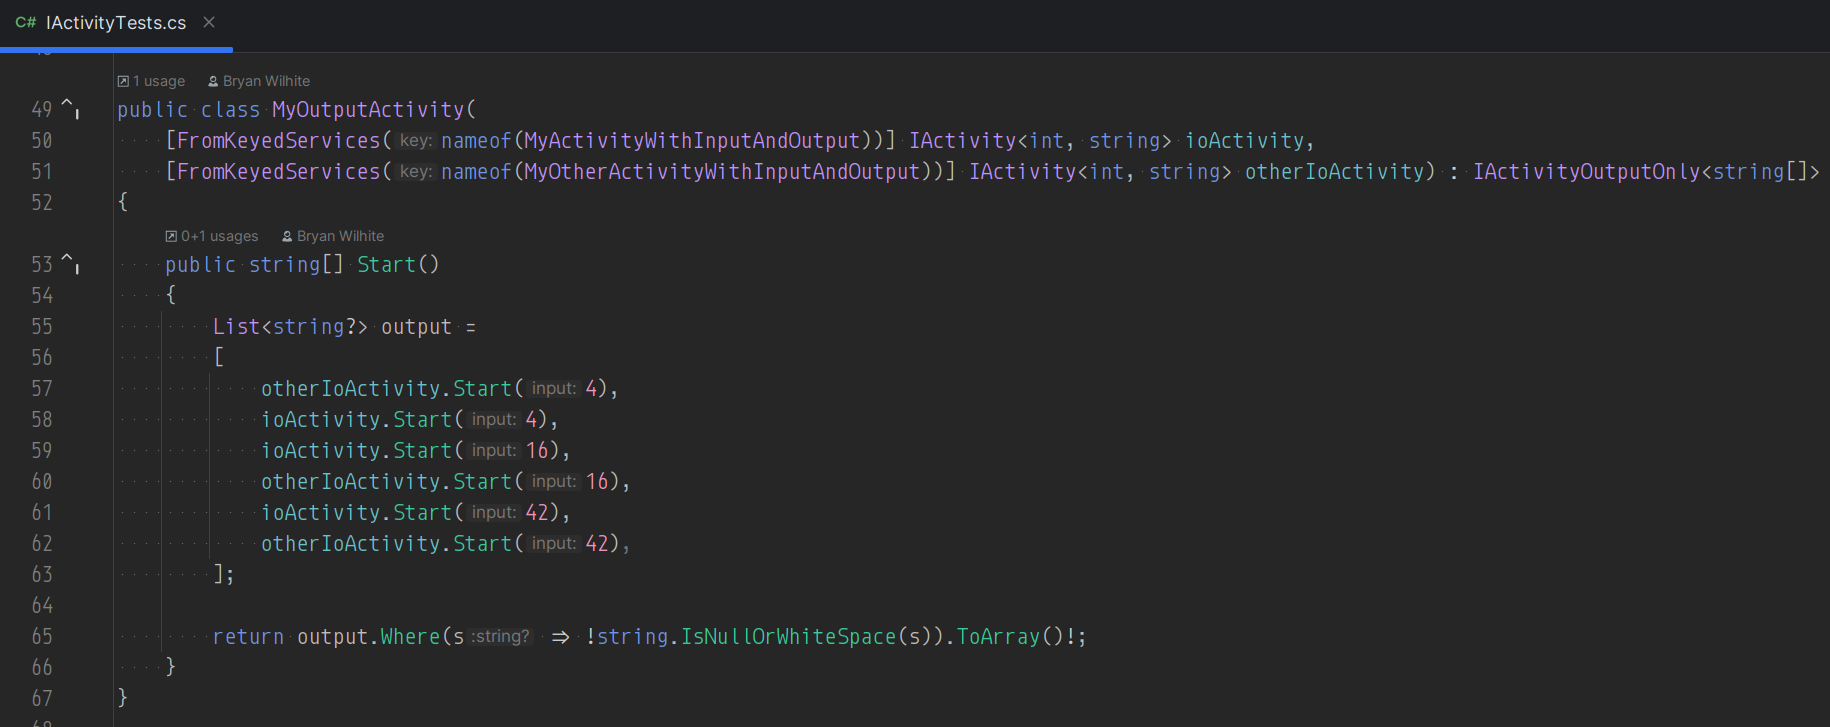 C# IActivityTests.cs ×
1 usage Bryan Wilhite
49 public class MyOutputActivity(
50 [FromKeyedServices(key:nameof(MyActivityWithInputAndOutput))] IActivity<int, string> ioActivity,
51 [FromKeyedServices(key:nameof(MyOtherActivityWithInputAndOutput))] IActivity<int, string> otherIoActivity) : IActivityOutputOnly<string[]>
52 {
0+1 usages Bryan Wilhite
53 public string[] Start()
54 {
55 List<string?> output =
56 [
57 otherIoActivity.Start(input:4),
58 ioActivity.Start(input:4),
59 ioActivity.Start(input:16),
60 otherIoActivity.Start(input:16),
61 ioActivity.Start(input:42),
62 otherIoActivity.Start(input:42),
63 ];
64
65 return output.Where(s:string? => !string.IsNullOrWhiteSpace(s)).ToArray()!;
66 }
67 }